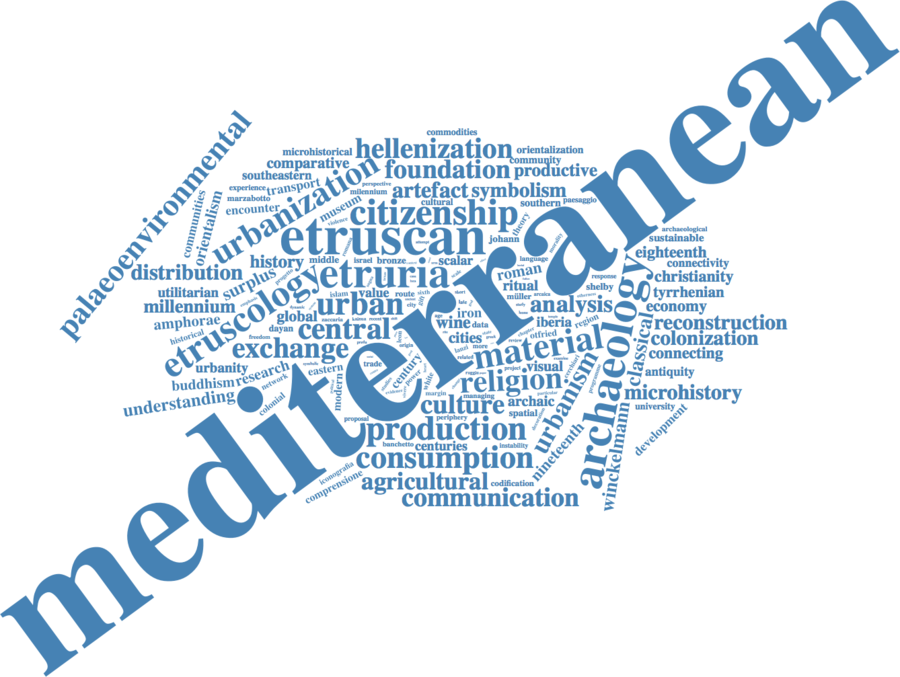 mediterranean
commodities
hellenization
orientalization
microhistorical
comparative
foundation
community
productive
southeastern
experience
transport
perspective
millennium
artefact
symbolism
marzabotto
encounter
museum
cultural
southern
paesaggio
palaeoenvironmental
communities
orientalism
urbanization
violence
citizenship
theory
etruscan
johann
archaeological
sustainable
history
middle
israel
bronze
scalar
language
eighteenth
connectivity
distribution
surplus
etruria
roman
response
christianity
utilitarian
etruscology
value
route
ritual
shelby
tyrrhenian
millennium
islam
urban
city
müller
analysis
economy
amphorae
global
iron
region
historical
dayan
central
wine
data
iberia
reconstruction
freedom
cities
otfried
colonization
exchange
material
archaeology
classical
connecting
urbanity
trade
century
visual
antiquity
buddhism
research
eastern
network
modern
power
white
religion
urbanism
microhistory
understanding
colonial
margin
managing
archaic
culture
spatial
university
proposal
periphery
production
nineteenth
winckelmann
development
banchetto
centuries
instability
consumption
iconografia
comprensione
agricultural
codification
communication